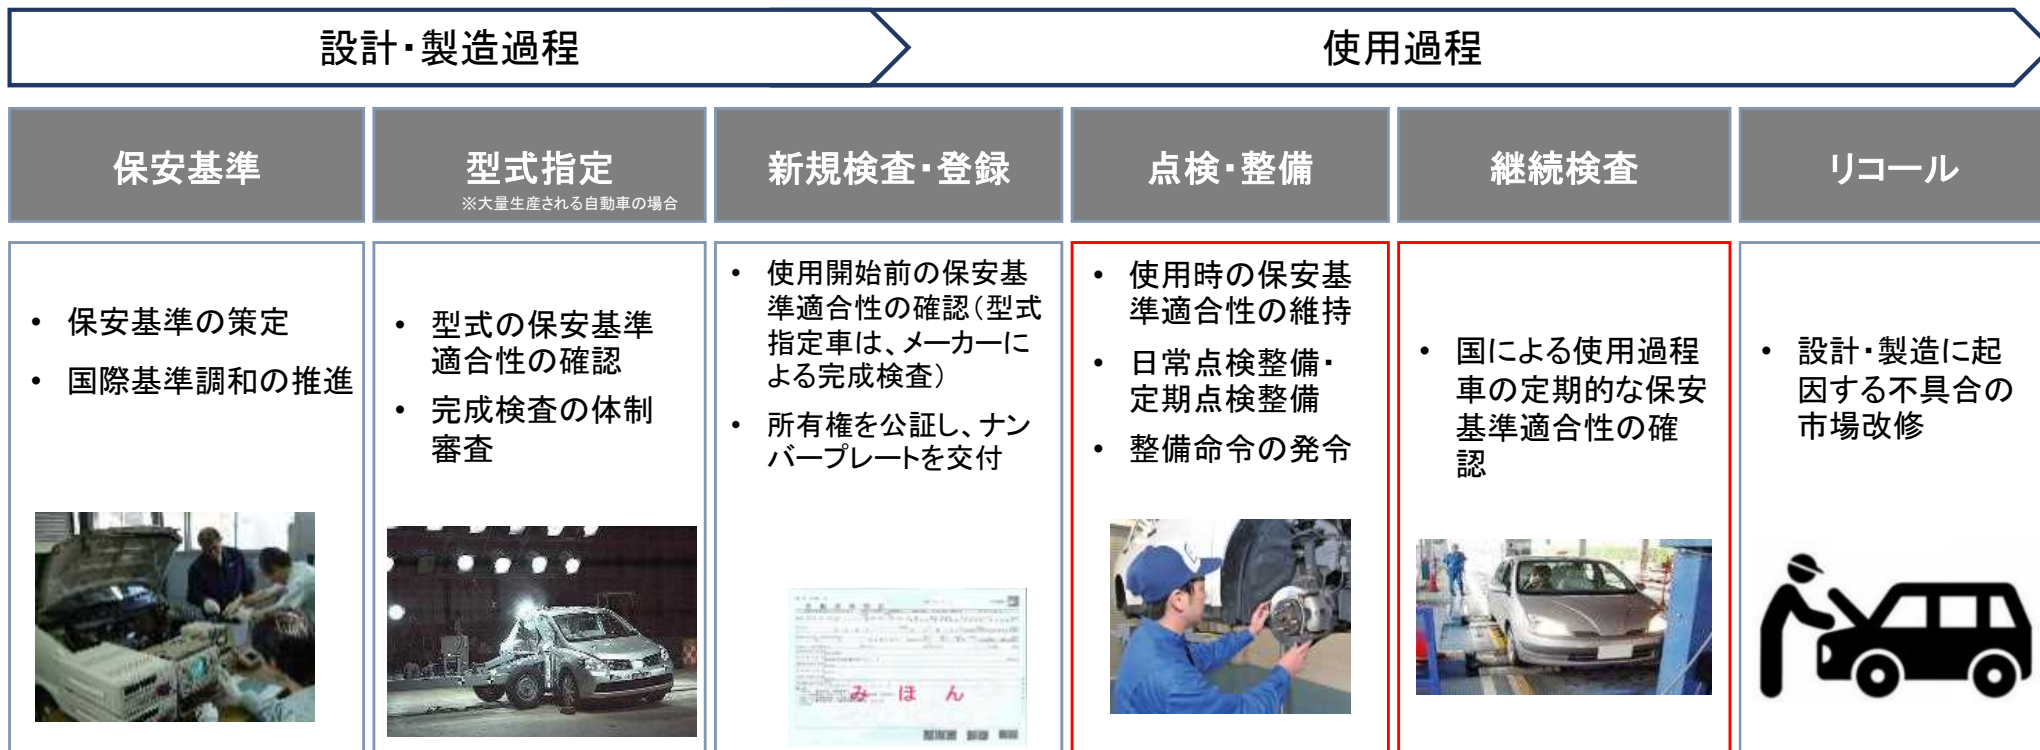 設計・製造過程
使用過程
保安基準
型式指定
※大量生産される自動車の場合
新規検査・登録
点検・整備
継続検査
リコール
• 保安基準の策定
• 国際基準調和の推進
• 型式の保安基準
適合性の確認
• 完成検査の体制
審査
• 使用開始前の保安基
準適合性の確認（型式
指定車は、メーカーに
よる完成検査）
• 所有権を公証し、ナン
バープレートを交付
みほん
• 使用時の保安基
準適合性の維持
• 日常点検整備・
定期点検整備
• 整備命令の発令
• 国による使用過程
車の定期的な保安
基準適合性の確
認
• 設計・製造に起
因する不具合の
市場改修